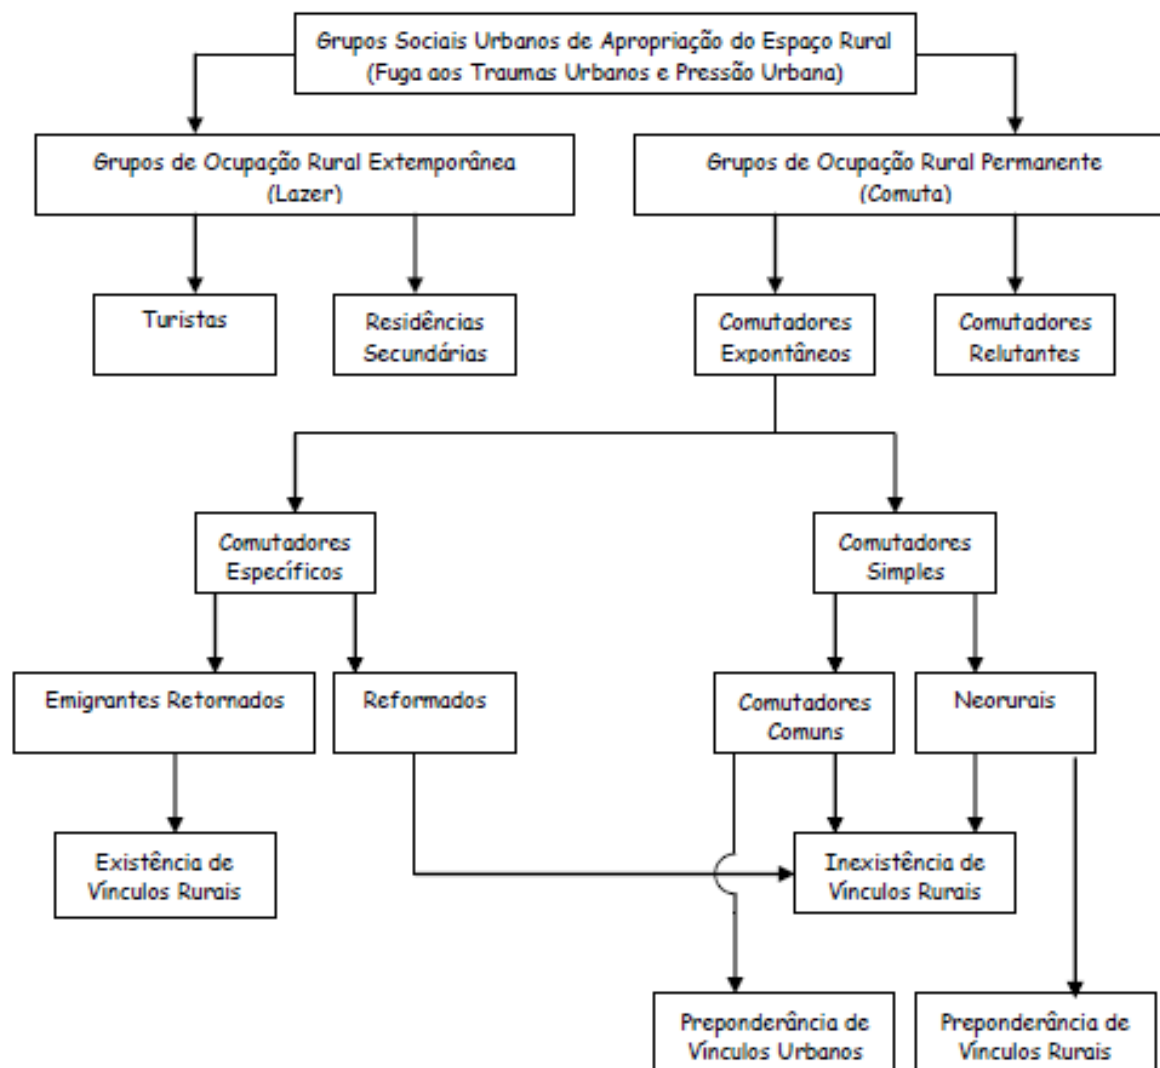 Grupos Sociais Urbanos de Apropriação do Espaço Rural
(Fuga aos Traumas Urbanos e Pressão Urbana)
Grupos de Ocupação Rural Extemporânea
(Lazer)
Grupos de Ocupação Rural Permanente
(Comuta)
Turistas
Residências
Secundárias
Comutadores
Expontâneos
Comutadores
Relutantes
Comutadores
Específicos
Comutadores
Simples
Emigrantes Retornados
Reformados
Comutadores
Comuns
Neorurais
Existência de
Vínculos Rurais
Inexistência de
Vínculos Rurais
Preponderância de
Vínculos Urbanos
Preponderância de
Vínculos Rurais